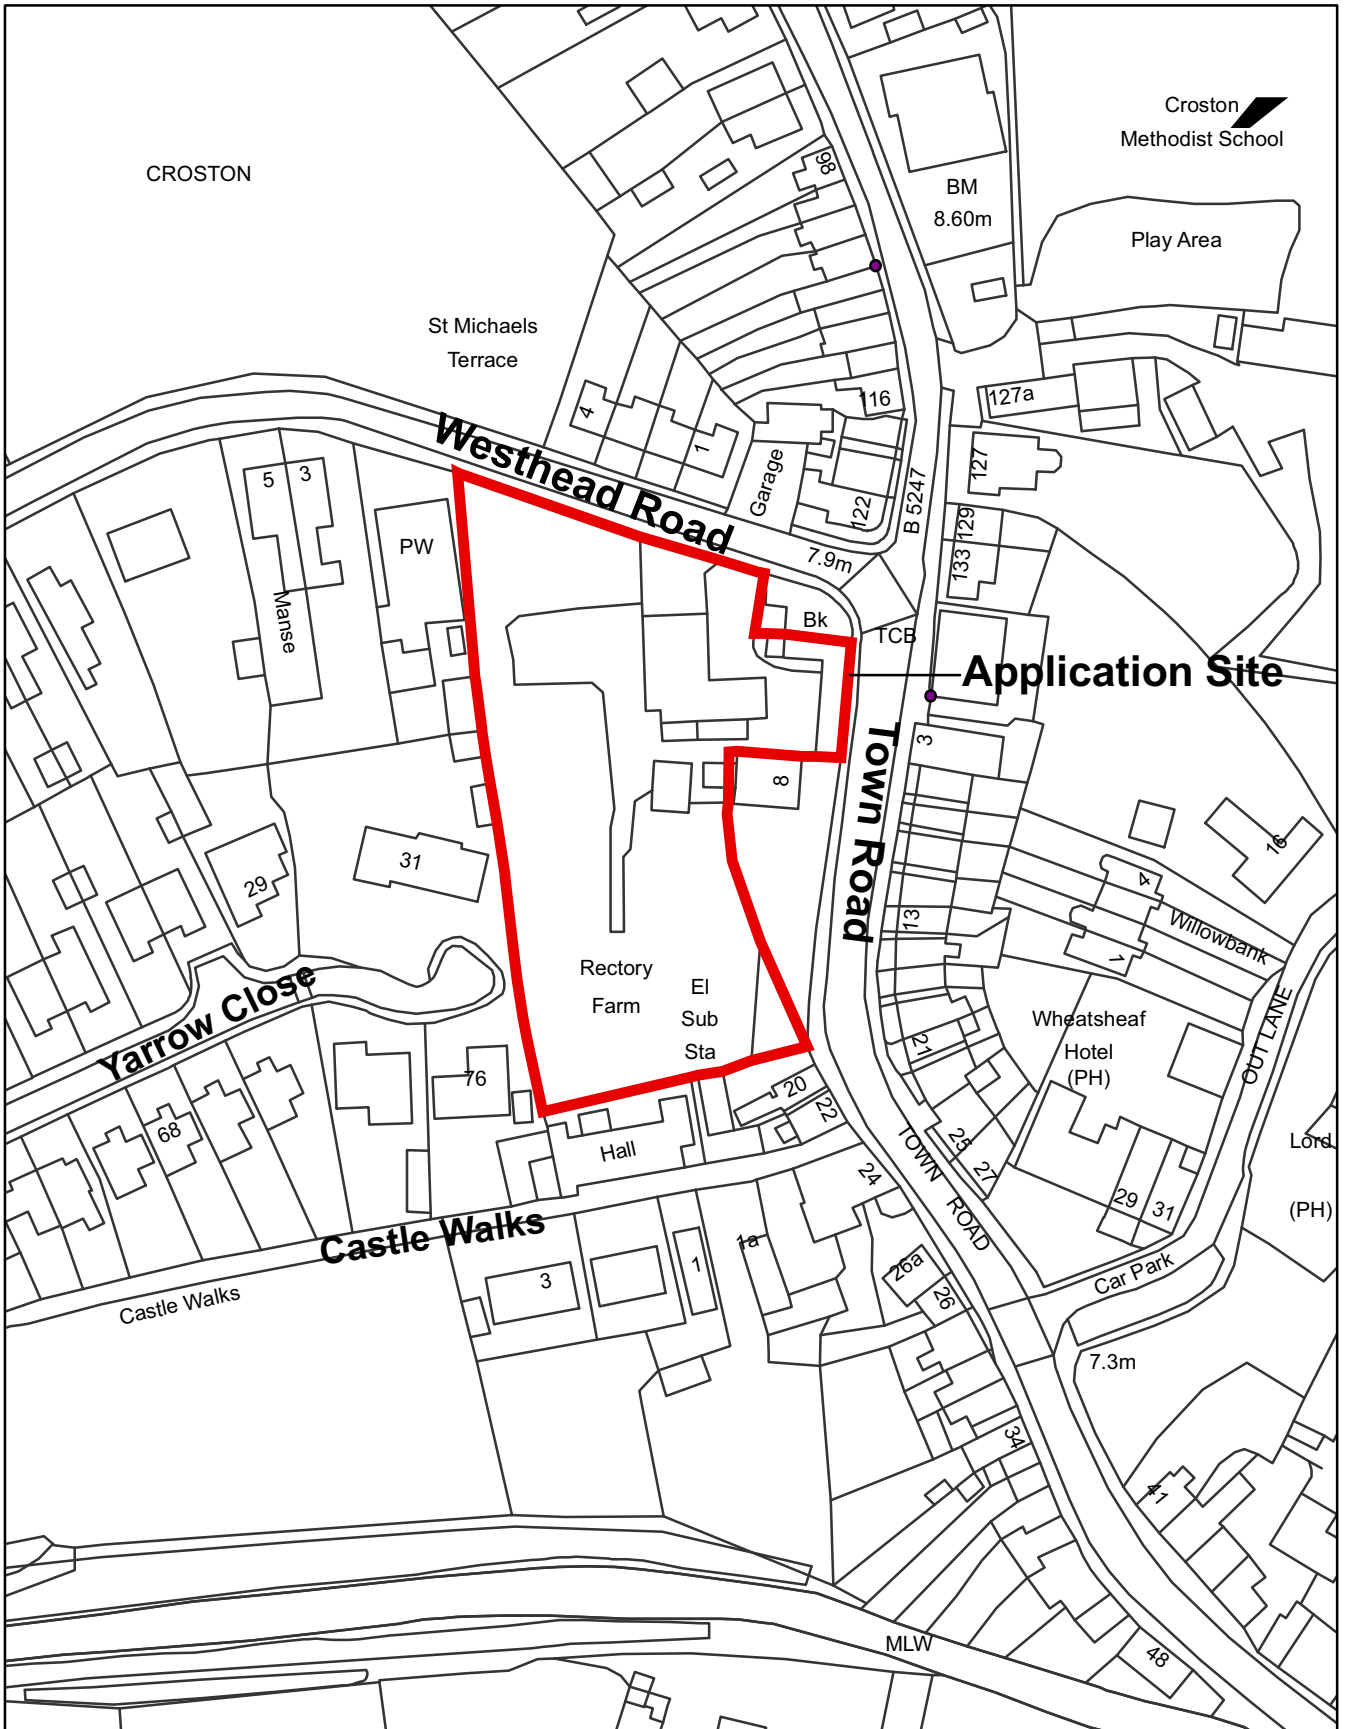 CROSTON
Croston
Methodist School
98
BM
8.60m
Play Area
St Michaels
Terrace
4
1
116
127a
Westhead Road
Garage
122
B 5247
127
129
133
7.9m
5
3
PW
Manse
Bk
TCB
Application Site
Town Road
3
8
31
29
16
4
1
Willowbank
13
Rectory
Farm
El
Sub
Sta
Wheatsheaf
Hotel
(PH)
OUT LANE
21
Yarrow Close
76
68
20
22
Hall
24
TOWN ROAD
25
27
29
31
Lord
(PH)
Castle Walks
Castle Walks
3
1
1a
26a
26
Car Park
7.3m
34
41
MLW
48